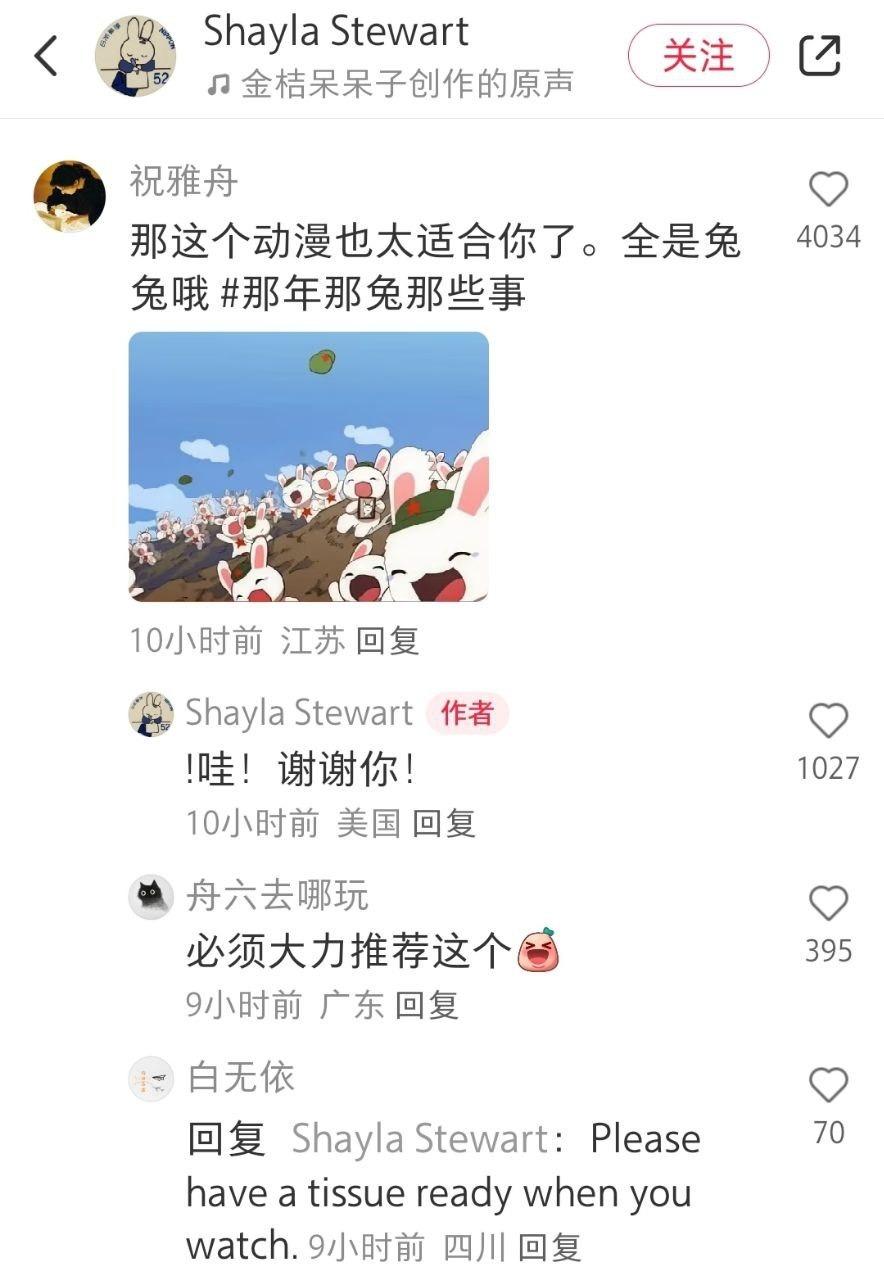 Shayla Stewart
金桔呆呆子创作的原声
关注
祝雅舟
那这个动漫也太适合你了。全是兔
兔哦 #那年那兔那些事
4034
10小时前 江苏 回复
Shayla Stewart 作者
!哇！谢谢你！
1027
10小时前 美国 回复
舟六去哪玩
必须大力推荐这个
395
9小时前 广东 回复
白无依
回复 Shayla Stewart：Please
70
have a tissue ready when you
watch. 9小时前 四川 回复